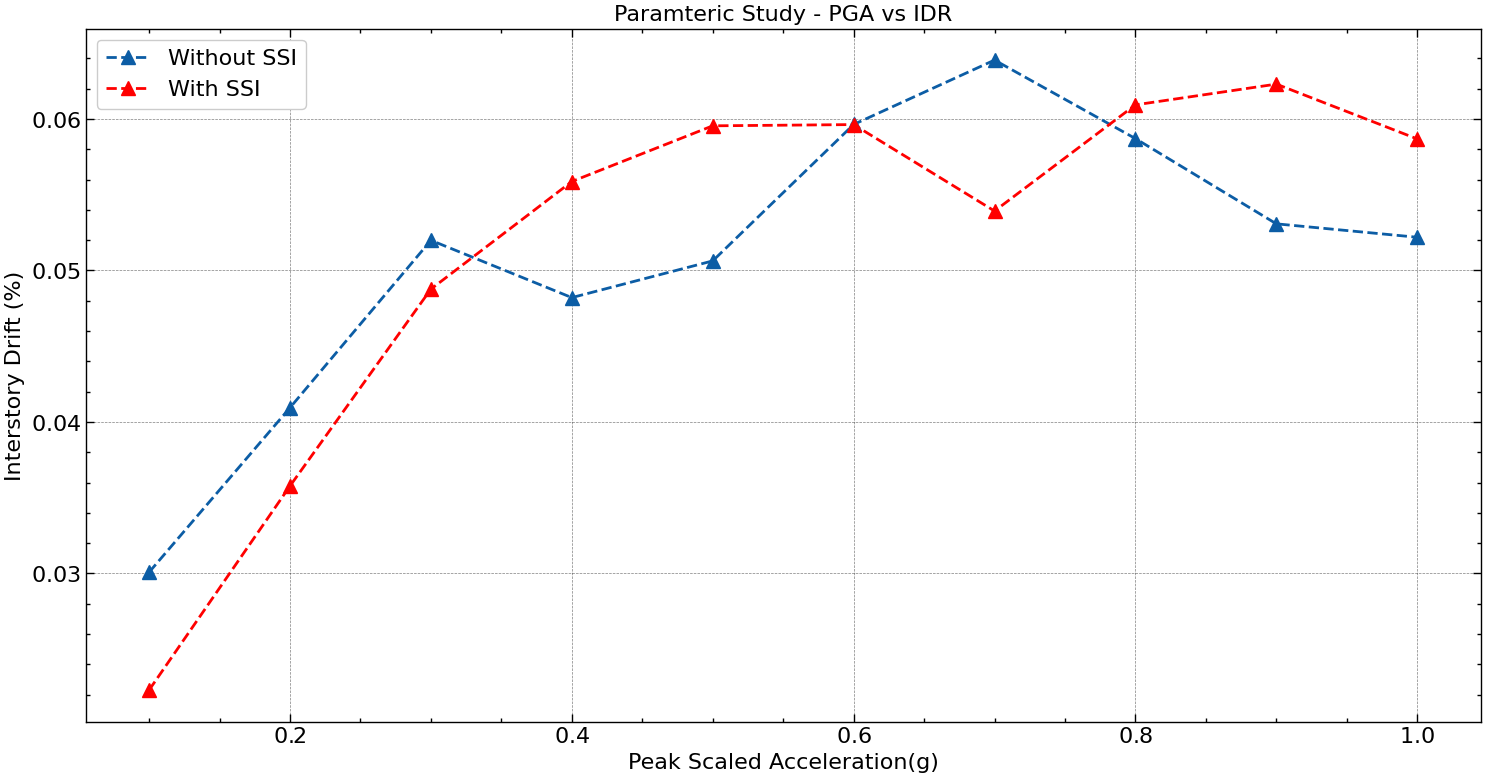 Paramteric Study - PGA vs IDR
Without SSI
With SSI
0.06
0.05
0.04
0.03
Interstory Drift (%)
0.2 0.4 0.6 0.8 1.0
Peak Scaled Acceleration(g)